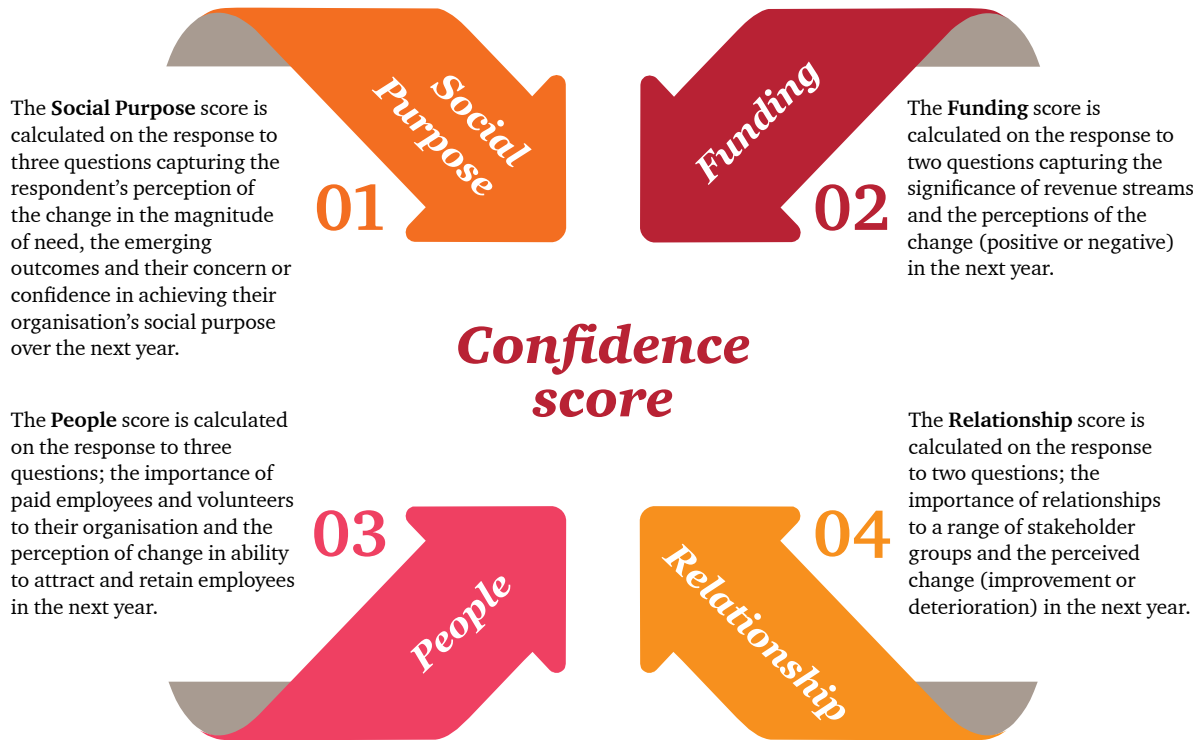 The Social Purpose score is
calculated on the response to
three questions capturing the
respondent’s perception of
the change in the magnitude
of need, the emerging
outcomes and their concern or
confidence in achieving their
organisation’s social purpose
over the next year.
01
Social
Purpose
Funding
02
The Funding score is
calculated on the response to
two questions capturing the
significance of revenue streams
and the perceptions of the
change (positive or negative)
in the next year.
Confidence
score
The People score is calculated
on the response to three
questions; the importance of
paid employees and volunteers
to their organisation and the
perception of change in ability
to attract and retain employees
in the next year.
03
People
Relationship
04
The Relationship score is
calculated on the response
to two questions; the
importance of relationships
to a range of stakeholder
groups and the perceived
change (improvement or
deterioration) in the next year.